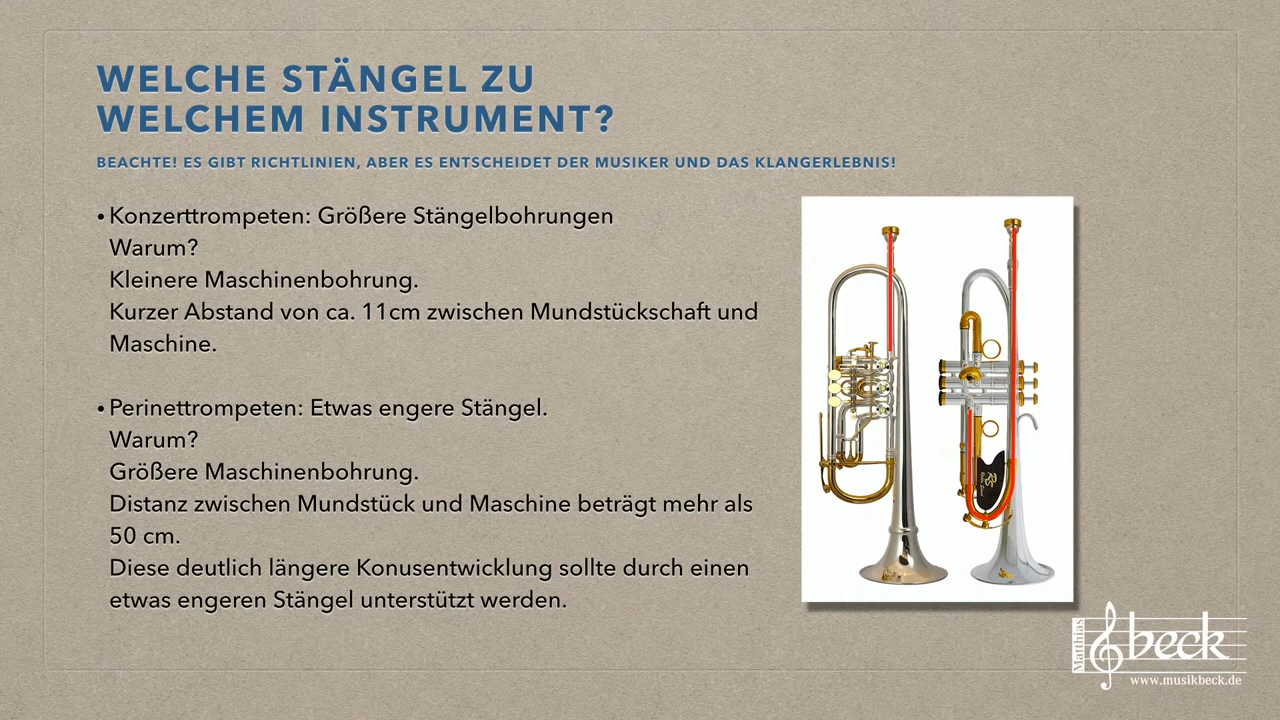 WELCHE STÄNGEL ZU
WELCHEM INSTRUMENT?
BEACHTE! ES GIBT RICHTLINIEN, ABER ES ENTSCHEIDET DER MUSIKER UND DAS KLANGERLEBNIS!
• Konzerttrompeten: Größere Stängelbohrungen
Warum?
Kleinere Maschinenbohrung.
Kurzer Abstand von ca. 11cm zwischen Mundstückschaft und
Maschine.
• Perinettrompeten: Etwas engere Stängel.
Warum?
Größere Maschinenbohrung.
Distanz zwischen Mundstück und Maschine beträgt mehr als
50 cm.
Diese deutlich längere Konusentwicklung sollte durch einen
etwas engeren Stängel unterstützt werden.
Matthias
beck
www.musikbeck.de